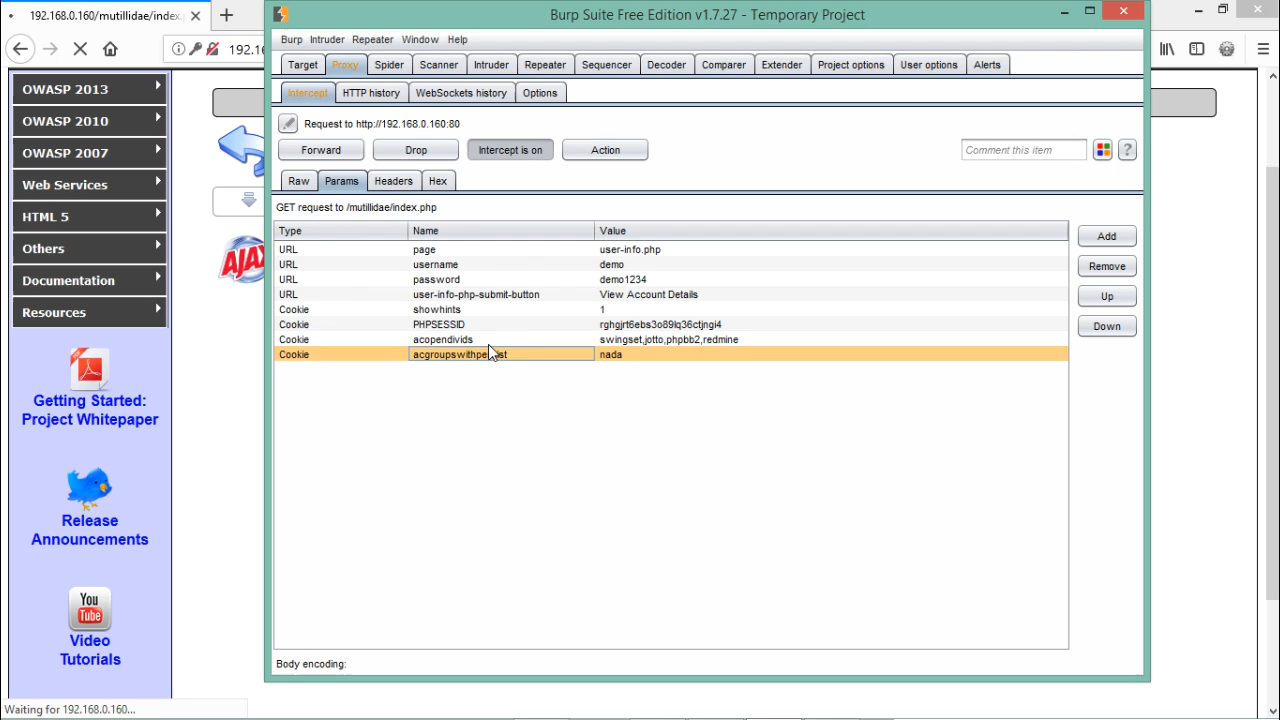 192.168.0.160/mutillidae/index.p
Burp Suite Free Edition v1.7.27 - Temporary Project
192.16
Burp Intruder Repeater Window Help
Target Proxy Spider Scanner Intruder Repeater Sequencer Decoder Comparer Extender Project options User options Alerts
Intercept HTTP history WebSockets history Options
Request to http://192.168.0.160:80
Forward Drop Intercept is on Action Comment this item ?
Raw Params Headers Hex
GET request to /mutillidae/index.php
Type Name Value
URL page user-info.php
URL username demo
URL password demo1234
URL user-info-php-submit-button View Account Details
Cookie showhints 1
Cookie PHPSESSID rghgjrt6ebs3o89lq36ctjngi4
Cookie acopendivids swingset,jotto,phpbb2,redmine
Cookie nada
Add
Remove
Up
Down
Body encoding:
OWASP 2013
OWASP 2010
OWASP 2007
Web Services
HTML 5
Others
Documentation
Resources
AJAX
Getting Started:
Project Whitepaper
Release
Announcements
You
Tube
Video
Tutorials
Waiting for 192.168.0.160...